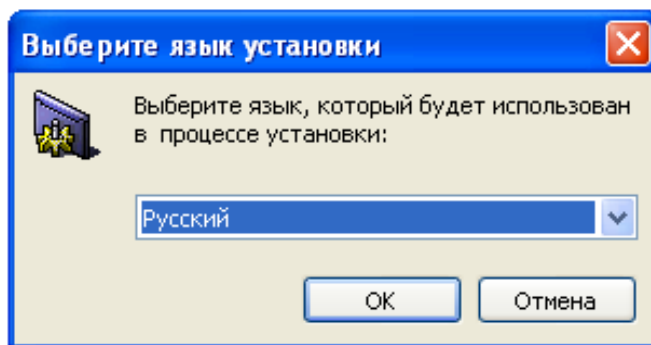 Выберите язык установки
Выберите язык, который будет использован
в процессе установки:
Русский
ОК
Отмена